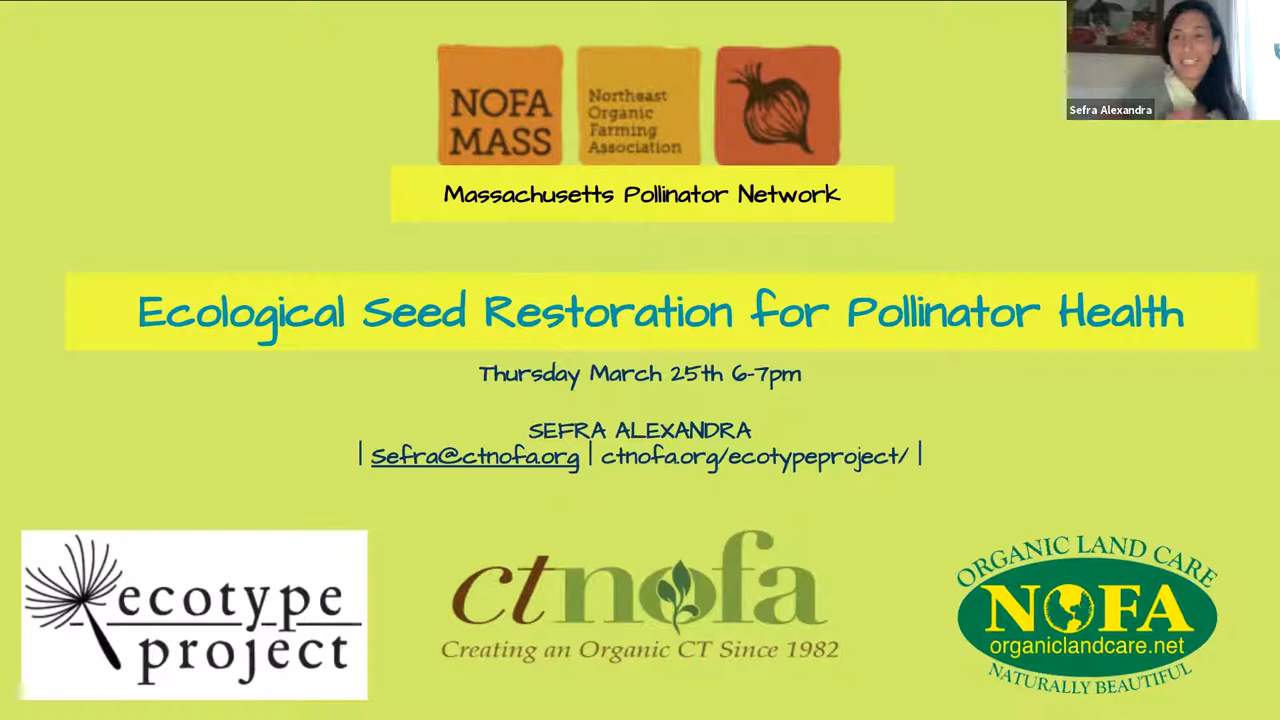 Sefra Alexandra
NOFA
MASS
Northeast
Organic
Farming
Association
Massachusetts Pollinator Network
Ecological Seed Restoration for Pollinator Health
Thursday March 25th 6-7pm
SEFRA ALEXANDRA
| Sefra@ctnofa.org | ctnofa.org/ecotypeproject/ |
ecotype
project
ctnofa
Creating an Organic CT Since 1982
ORGANIC LAND CARE
NOFA
organiclandcare.net
NATURALLY BEAUTIFUL